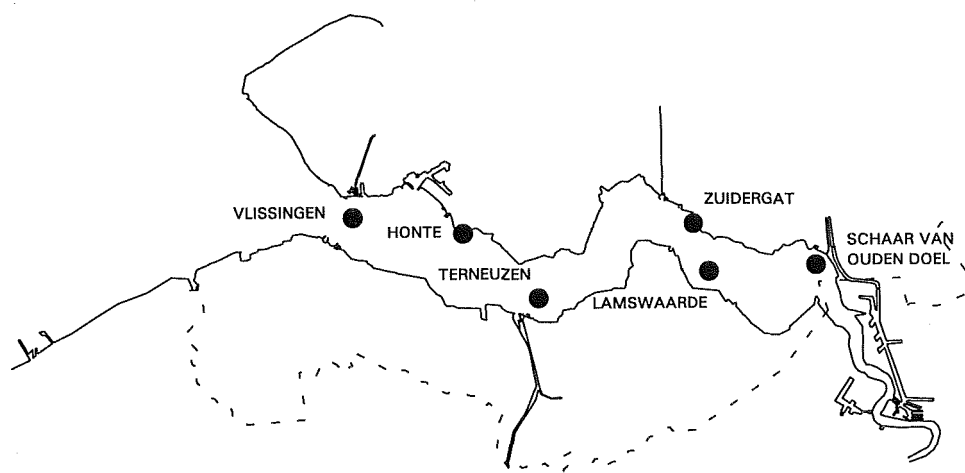 VLISSINGEN
HONTE
TERNEUZEN
LAMSWAARDE
ZUIDERGAT
SCHAAR VAN
OUDEN DOEL